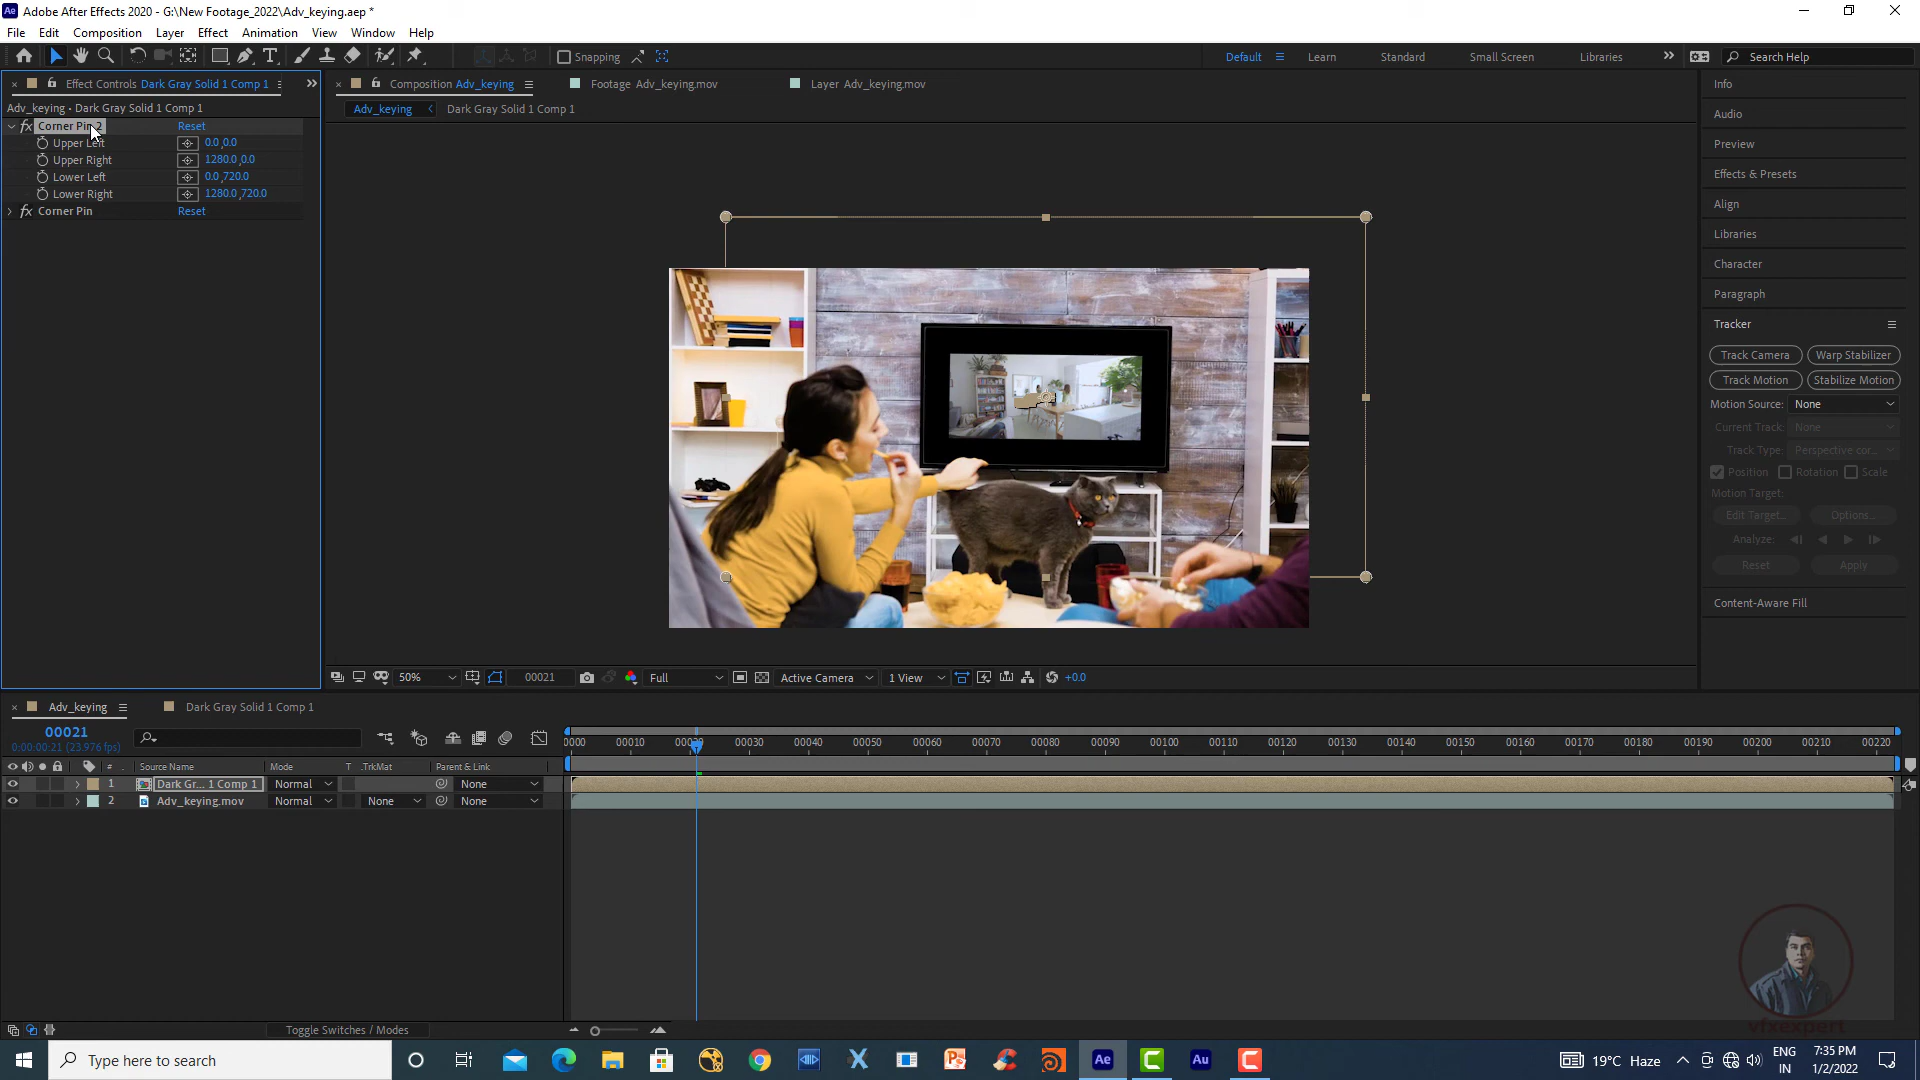 Adobe After Effects 2020 - G:\New Footage_2022\Adv_keying.aep *
File Edit Composition Layer Effect Animation View Window Help
Snapping Default Learn Standard Small Screen Libraries Search Help
Effect Controls Dark Gray Solid 1 Comp 1
Composition Adv_keying Footage Adv_keying.mov Layer Adv_keying.mov
Adv_keying • Dark Gray Solid 1 Comp 1
Adv_keying Dark Gray Solid 1 Comp 1
fx Corner Pin 2 Reset
Upper Left 0.0,0.0
Upper Right 1280.0,0.0
Lower Left 0.0,720.0
Lower Right 1280.0,720.0
fx Corner Pin Reset
Info
Audio
Preview
Effects & Presets
Align
Libraries
Character
Paragraph
Tracker
Track Camera Warp Stabilizer
Track Motion Stabilize Motion
Motion Source: None
Current Track: None
Track Type: Perspective cor...
Position Rotation Scale
Motion Target:
Edit Target... Options...
Analyze:
Reset Apply
Content-Aware Fill
50% 00021 Full Active Camera 1 View +0.0
Adv_keying Dark Gray Solid 1 Comp 1
00021
0:00:00:21 (23.976 fps)
0000 00010 00020 00030 00040 00050 00060 00070 00080 00090 00100 00110 00120 00130 00140 00150 00160 00170 00180 00190 00200 00210 00220
# Source Name Mode T .TrkMat Parent & Link
1 Dark Gr... 1 Comp 1 Normal None
2 Adv_keying.mov Normal None None
Toggle Switches / Modes
vfxexpert
Type here to search
Ae Au
19°C Haze
ENG
IN
7:35 PM
1/2/2022